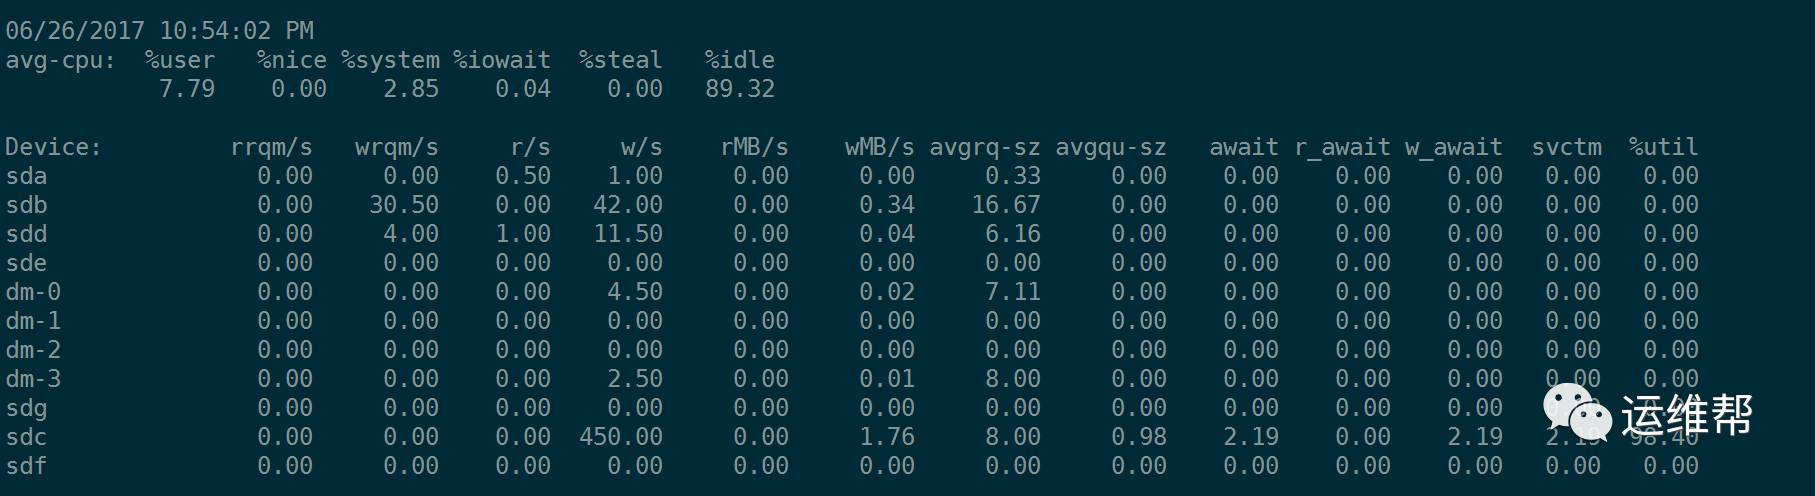 06/26/2017 10:54:02 PM
avg-cpu: %user %nice %system %iowait %steal %idle
7.79 0.00 2.85 0.04 0.00 89.32
Device: rrqm/s wrqm/s r/s w/s rMB/s wMB/s avgrq-sz avgqu-sz await r_await w_await svctm %util
sda 0.00 0.00 0.50 1.00 0.00 0.00 0.33 0.00 0.00 0.00 0.00 0.00 0.00
sdb 0.00 30.50 0.00 42.00 0.00 0.34 16.67 0.00 0.00 0.00 0.00 0.00 0.00
sdd 0.00 4.00 1.00 11.50 0.00 0.04 6.16 0.00 0.00 0.00 0.00 0.00 0.00
sde 0.00 0.00 0.00 0.00 0.00 0.00 0.00 0.00 0.00 0.00 0.00 0.00 0.00
dm-0 0.00 0.00 0.00 4.50 0.00 0.02 7.11 0.00 0.00 0.00 0.00 0.00 0.00
dm-1 0.00 0.00 0.00 0.00 0.00 0.00 0.00 0.00 0.00 0.00 0.00 0.00 0.00
dm-2 0.00 0.00 0.00 0.00 0.00 0.00 0.00 0.00 0.00 0.00 0.00 0.00 0.00
dm-3 0.00 0.00 0.00 2.50 0.00 0.01 8.00 0.00 0.00 0.00 0.00 0.00 0.00
sdg 0.00 0.00 0.00 0.00 0.00 0.00 0.00 0.00 0.00 0.00 0.00
sdc 0.00 0.00 0.00 450.00 0.00 1.76 8.00 0.98 2.19 0.00 2.19 2.19 98.40
sdf 0.00 0.00 0.00 0.00 0.00 0.00 0.00 0.00 0.00 0.00 0.00 0.00 0.00
运维帮